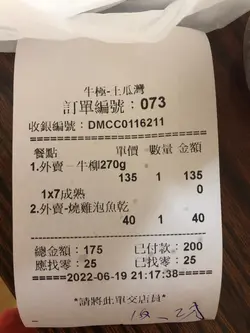 牛極-土瓜灣
訂單編號：073
收銀編號：DMCC0116211
餐點 單價 數量 金額
1.外賣－牛柳270g
135 1 135
1x7成熟 0
2.外賣-燒雞泡魚乾
40 1 40
總金額：175 已付款：200
應找零：25 已找零：25
=====2022-06-19 21:17:38=====
*請將此單交店員*